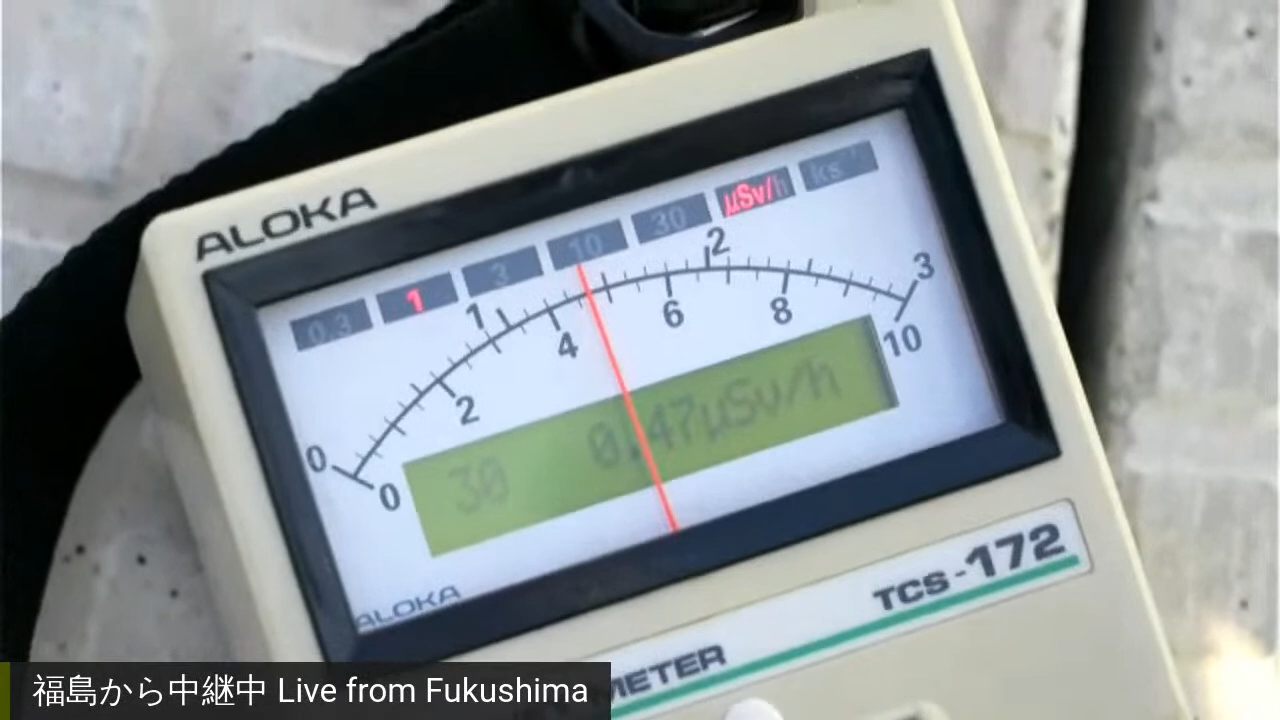 ALOKA
0.3 1 3 10 30 μSv/h ks⁻¹
0 1 2 3
0 2 4 6 8 10
30 0.47μSv/h
ALOKA
TCS-172
METER
福島から中継中 Live from Fukushima